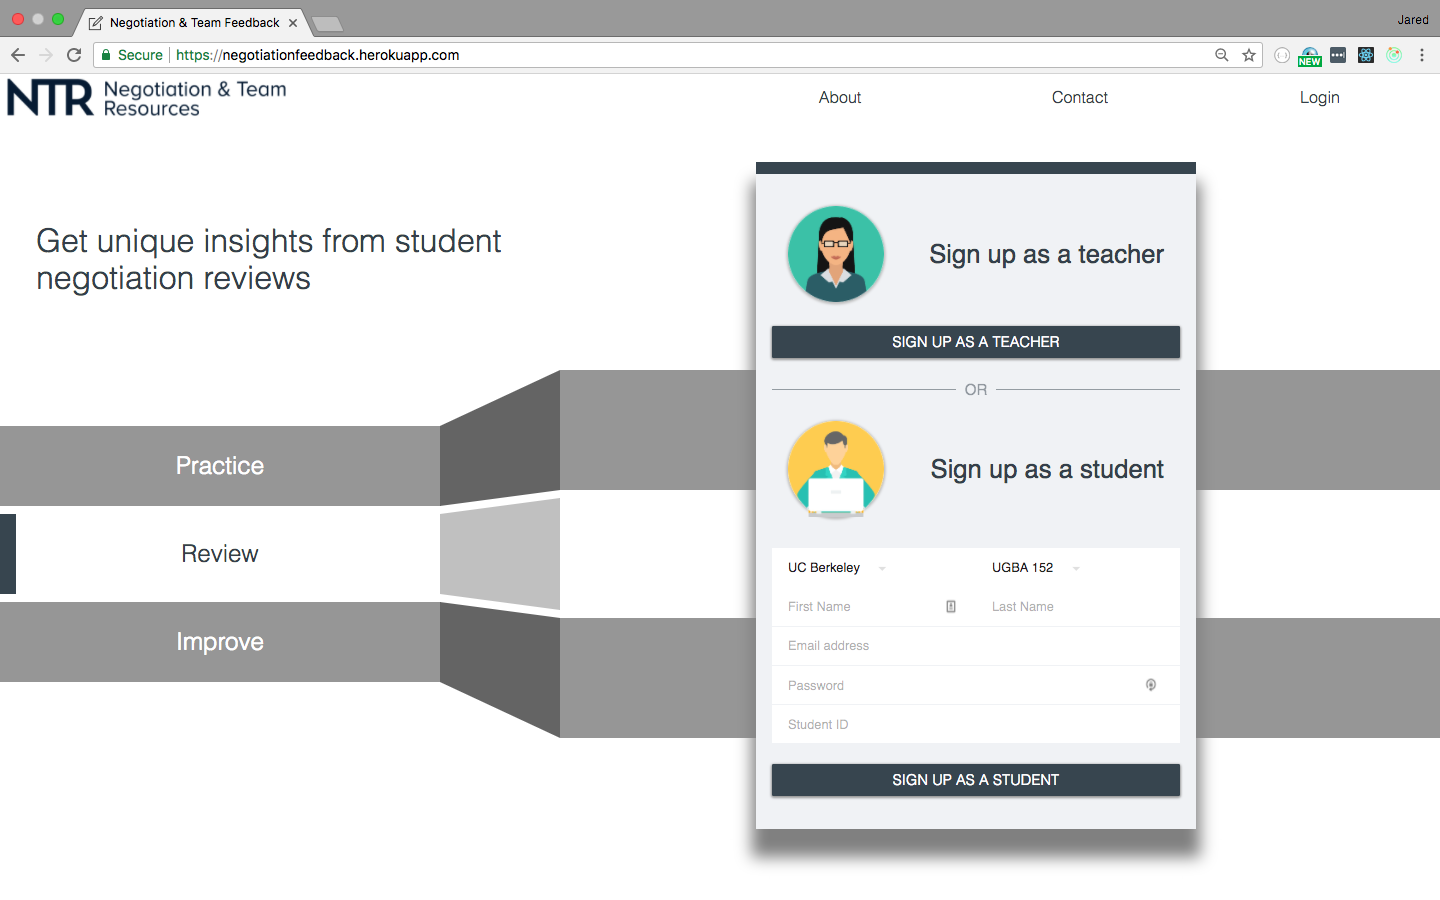 Negotiation & Team Feedback
Jared
Secure
https://negotiationfeedback.herokuapp.com
NEW
NTR Negotiation & Team
Resources
About
Contact
Login
Get unique insights from student
negotiation reviews
Practice
Review
Improve
Sign up as a teacher
SIGN UP AS A TEACHER
OR
Sign up as a student
UC Berkeley
UGBA 152
First Name
Last Name
Email address
Password
Student ID
SIGN UP AS A STUDENT